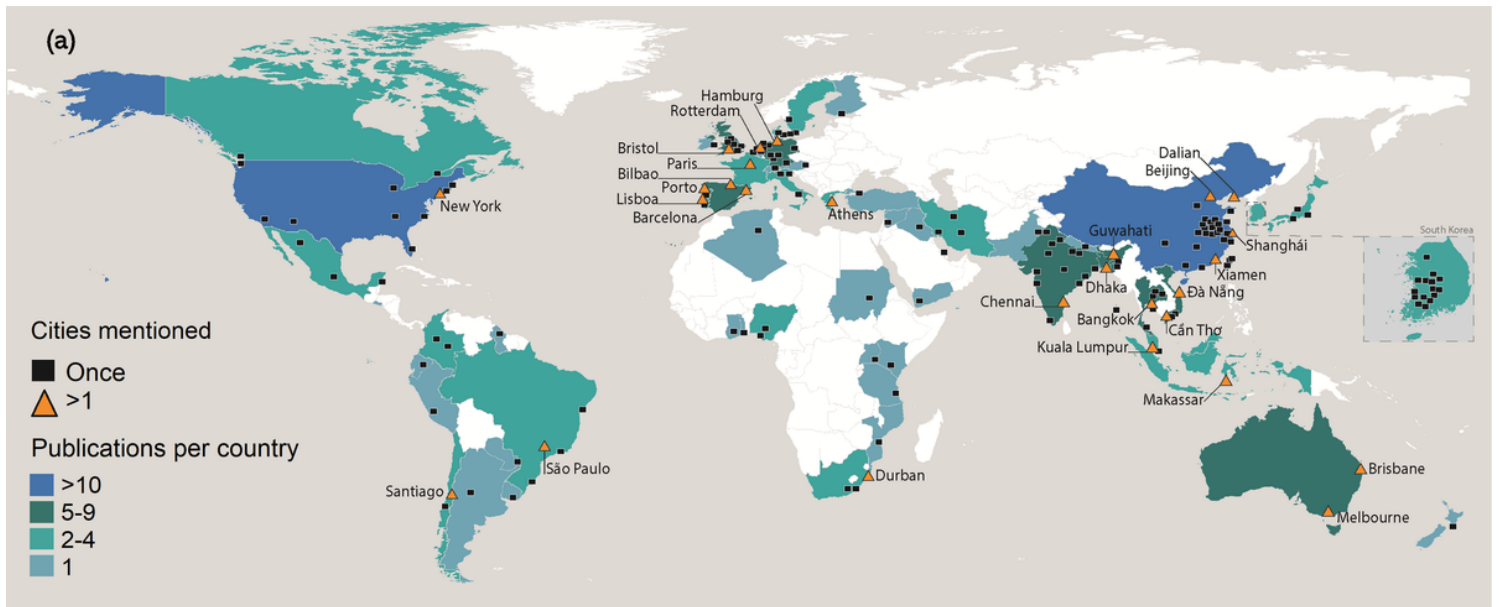 (a)
Hamburg
Rotterdam
Bristol
Paris
Bilbao
Porto
Lisboa
Barcelona
Athens
New York
Dalian
Beijing
Guwahati
Shanghái
South Korea
Xiamen
Dhaka
Đà Nẵng
Chennai
Bangkok
Cần Thơ
Kuala Lumpur
Makassar
Cities mentioned
Once
>1
Publications per country
>10
5-9
2-4
1
São Paulo
Santiago
Durban
Brisbane
Melbourne